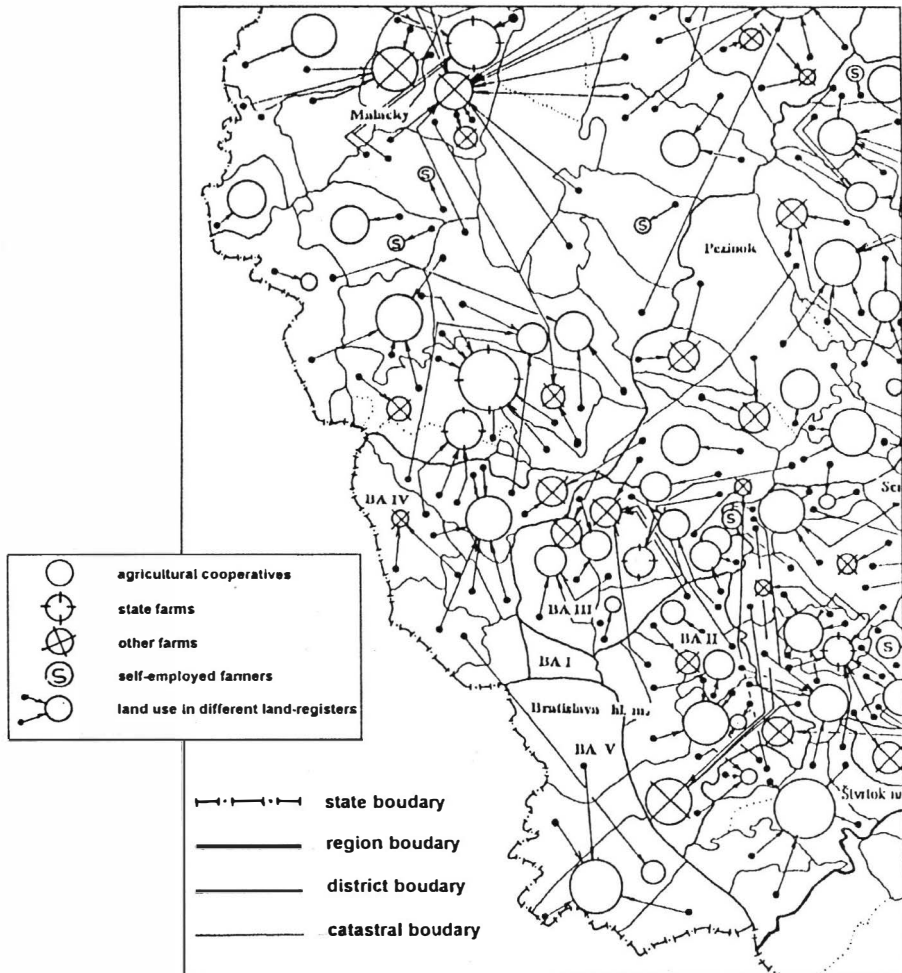 Malacky
S
S
S
S
Pezinok
BA IV
S
BA III
BA II
S
BA I
Bratislava hl. m.
BA V
Štvrtok n
agricultural cooperatives
state farms
other farms
S self-employed fanners
land use in different land-registers
state boudary
region boudary
district boudary
catastral boudary